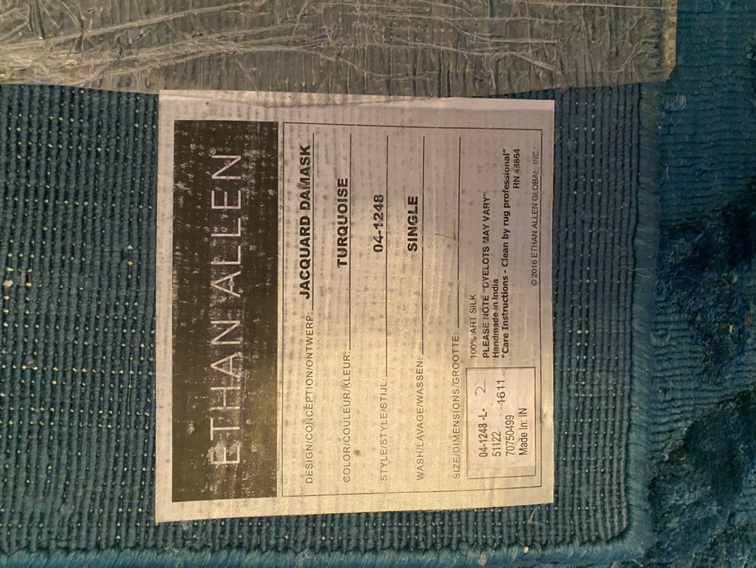 ETHAN ALLEN®
DESIGN/CONCEPTION/ONTWERP: JACQUARD DAMASK
COLOR/COULEUR/KLEUR: TURQUOISE
STYLE/STYLE/STIJL: 04-1248
WASH/LAVAGE/WASSEN: SINGLE
SIZE/DIMENSIONS/GROOTTE:
100% ART SILK
PLEASE NOTE "DYELOTS MAY VARY"
Handmade in India
"Care Instructions - Clean by rug professional"
RN 43864
04-1248 -L- 2
51122 1611
70750499
Made In: IN
© 2016 ETHAN ALLEN GLOBAL, INC.